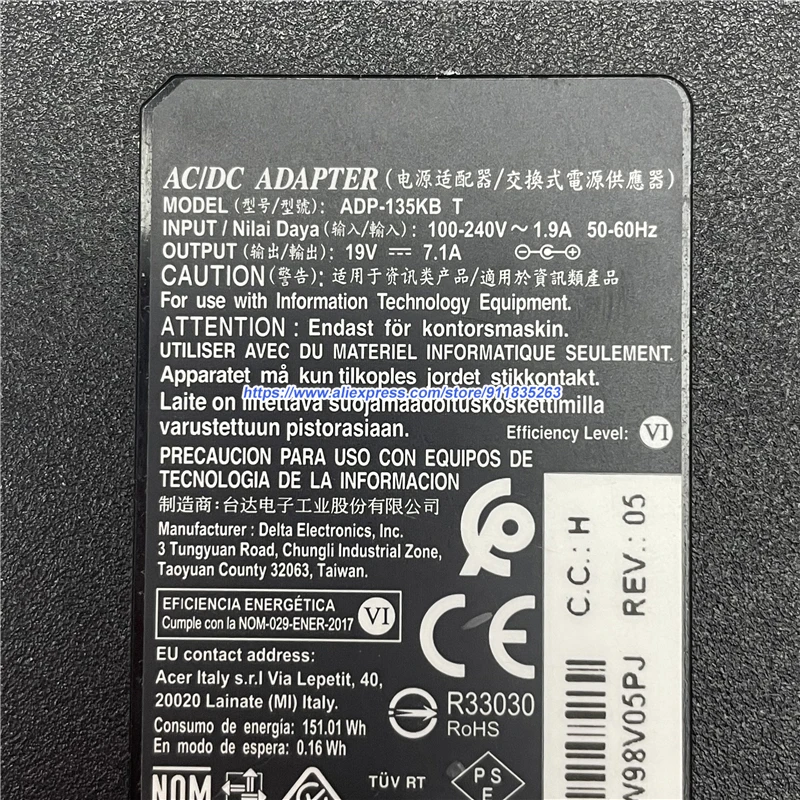 AC/DC ADAPTER (电源适配器/交換式電源供應器)
MODEL (型号/型號): ADP-135KB T
INPUT / Nilai Daya (输入/輸入): 100-240V ~ 1.9A 50-60Hz
OUTPUT (输出/輸出): 19V ⎓ 7.1A
CAUTION (警告): 适用于资讯类产品/適用於資訊類產品
For use with Information Technology Equipment.
ATTENTION : Endast för kontorsmaskin.
UTILISER AVEC DU MATERIEL INFORMATIQUE SEULEMENT.
Apparatet må kun tilkoples jordet stikkontakt.
https://www.aliexpress.com/store/911835263
Laite on liitettävä suojamaadoituskoskettimilla
varustettuun pistorasiaan.
Efficiency Level: VI
PRECAUCION PARA USO CON EQUIPOS DE
TECNOLOGIA DE LA INFORMACION
制造商:台达电子工业股份有限公司
Manufacturer : Delta Electronics, Inc.
3 Tungyuan Road, Chungli Industrial Zone,
Taoyuan County 32063, Taiwan.
EFICIENCIA ENERGÉTICA
Cumple con la NOM-029-ENER-2017
VI
EU contact address:
Acer Italy s.r.l Via Lepetit, 40,
20020 Lainate (MI) Italy.
Consumo de energía: 151.01 Wh
En modo de espera: 0.16 Wh
CE
R33030
RoHS
NOM
TÜV RT
PS
E
C.C.: H
REV.: 05
W98V05PJ